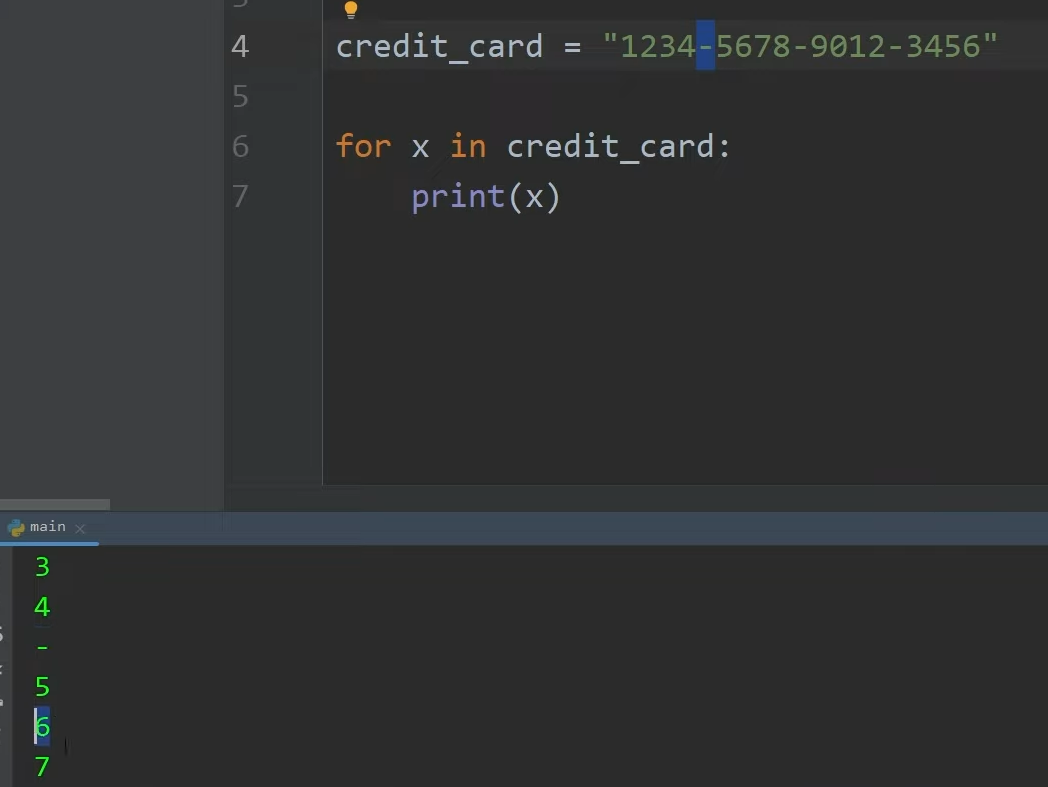 4 credit_card = "1234-5678-9012-3456"
5
6 for x in credit_card:
7 print(x)
main
3
4
-
5
6
7